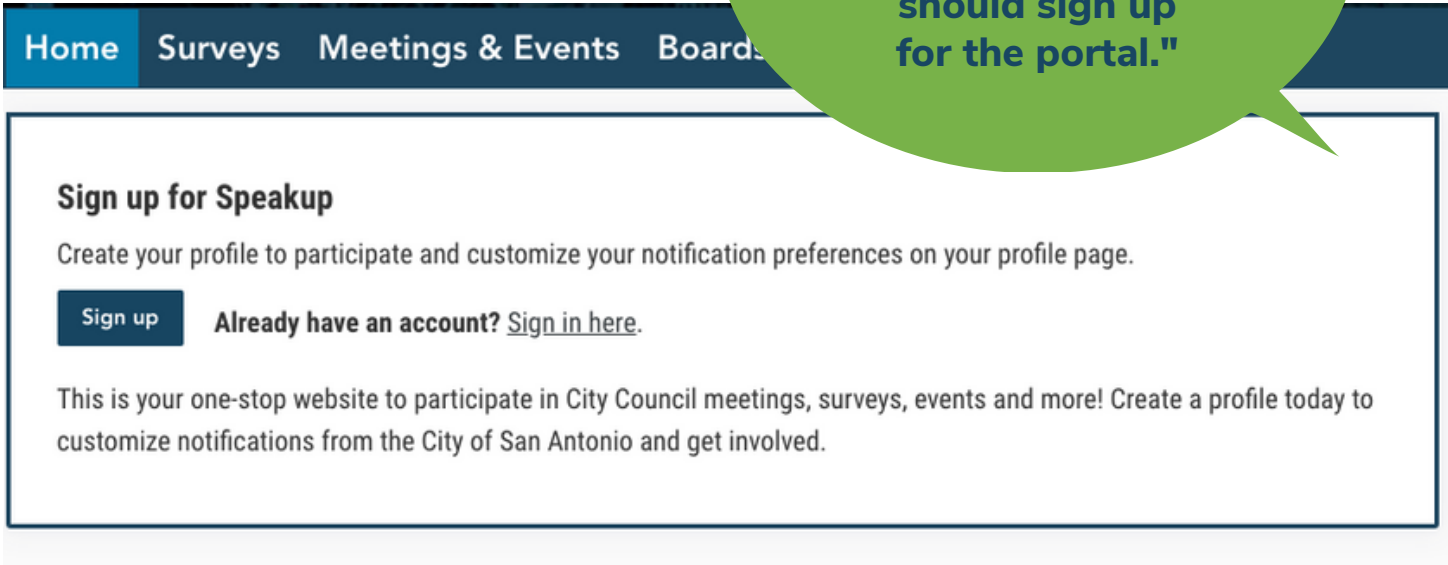 should sign up
for the portal."
Home Surveys Meetings & Events Boards
Sign up for Speakup
Create your profile to participate and customize your notification preferences on your profile page.
Sign up Already have an account? Sign in here.
This is your one-stop website to participate in City Council meetings, surveys, events and more! Create a profile today to
customize notifications from the City of San Antonio and get involved.